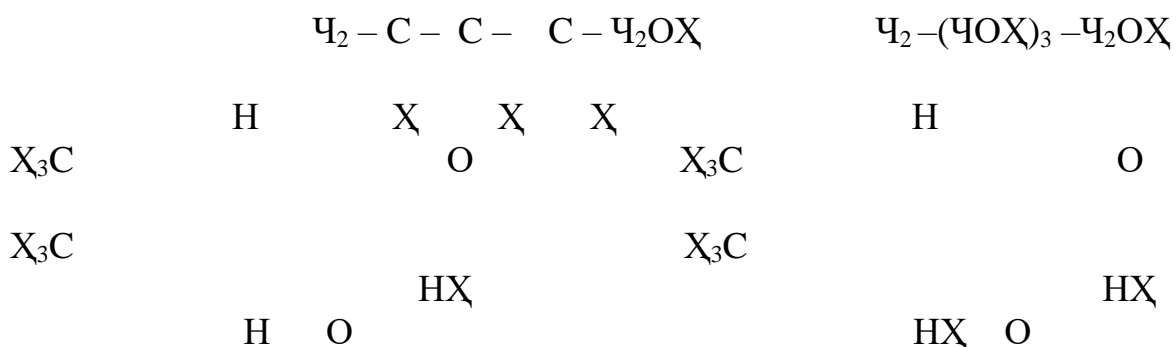 Ч₂ – С – С – С – Ч₂ОҲ Ч₂ –(ЧОҲ)₃ –Ч₂ОҲ
Н Ҳ Ҳ Ҳ Н
Ҳ₃С О Ҳ₃С О
Ҳ₃С Ҳ₃С
НҲ НҲ
Н О НҲ О